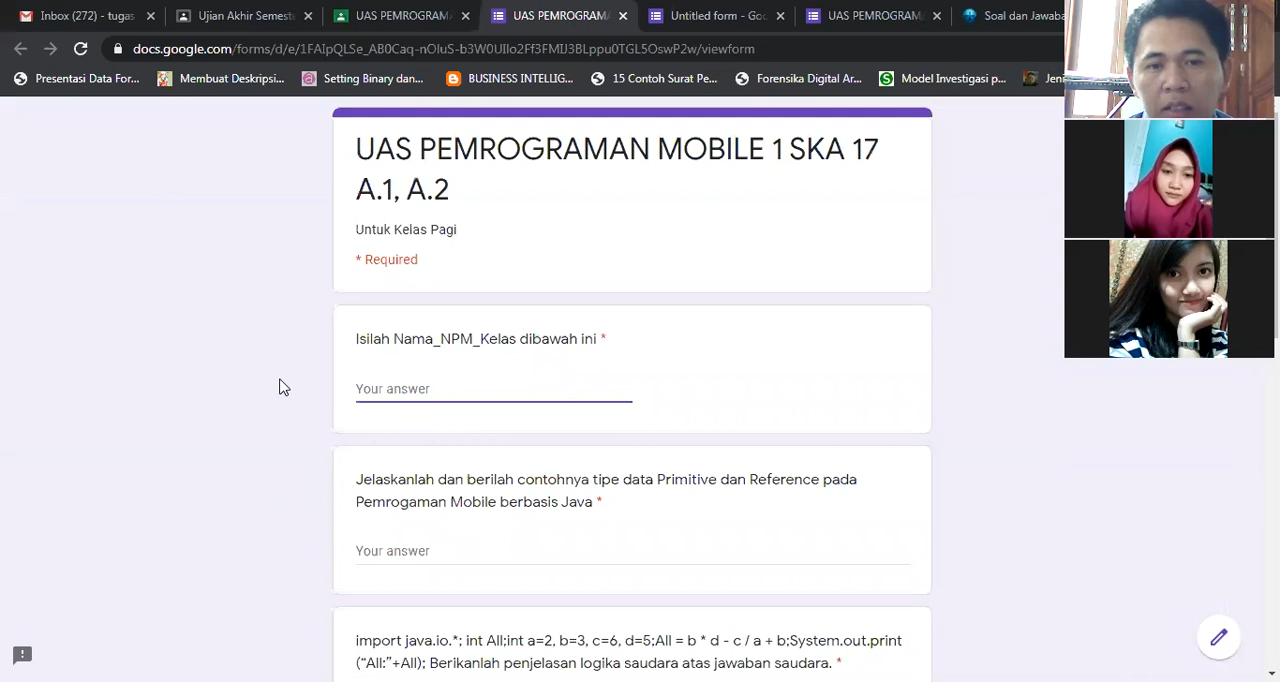 Inbox (272) - tugas
Ujian Akhir Semest
UAS PEMROGRAM
UAS PEMROGRAMA
Untitled form - Goo
UAS PEMROGRAM
Soal dan Jawaba
docs.google.com/forms/d/e/1FAIpQLSe_AB0Caq-nOluS-b3W0UIlo2Ff3FMIJ3BLppu0TGL5OswP2w/viewform
Presentasi Data For...
Membuat Deskripsi...
Setting Binary dan...
BUSINESS INTELLIG...
15 Contoh Surat Pe...
Forensika Digital Ar...
Model Investigasi p...
Jeni
UAS PEMROGRAMAN MOBILE 1 SKA 17
A.1, A.2
Untuk Kelas Pagi
* Required
Isilah Nama_NPM_Kelas dibawah ini *
Your answer
Jelaskanlah dan berilah contohnya tipe data Primitive dan Reference pada
Pemrogaman Mobile berbasis Java *
Your answer
import java.io.*; int All;int a=2, b=3, c=6, d=5;All = b * d - c / a + b;System.out.print
(“All:”+All); Berikanlah penjelasan logika saudara atas jawaban saudara. *